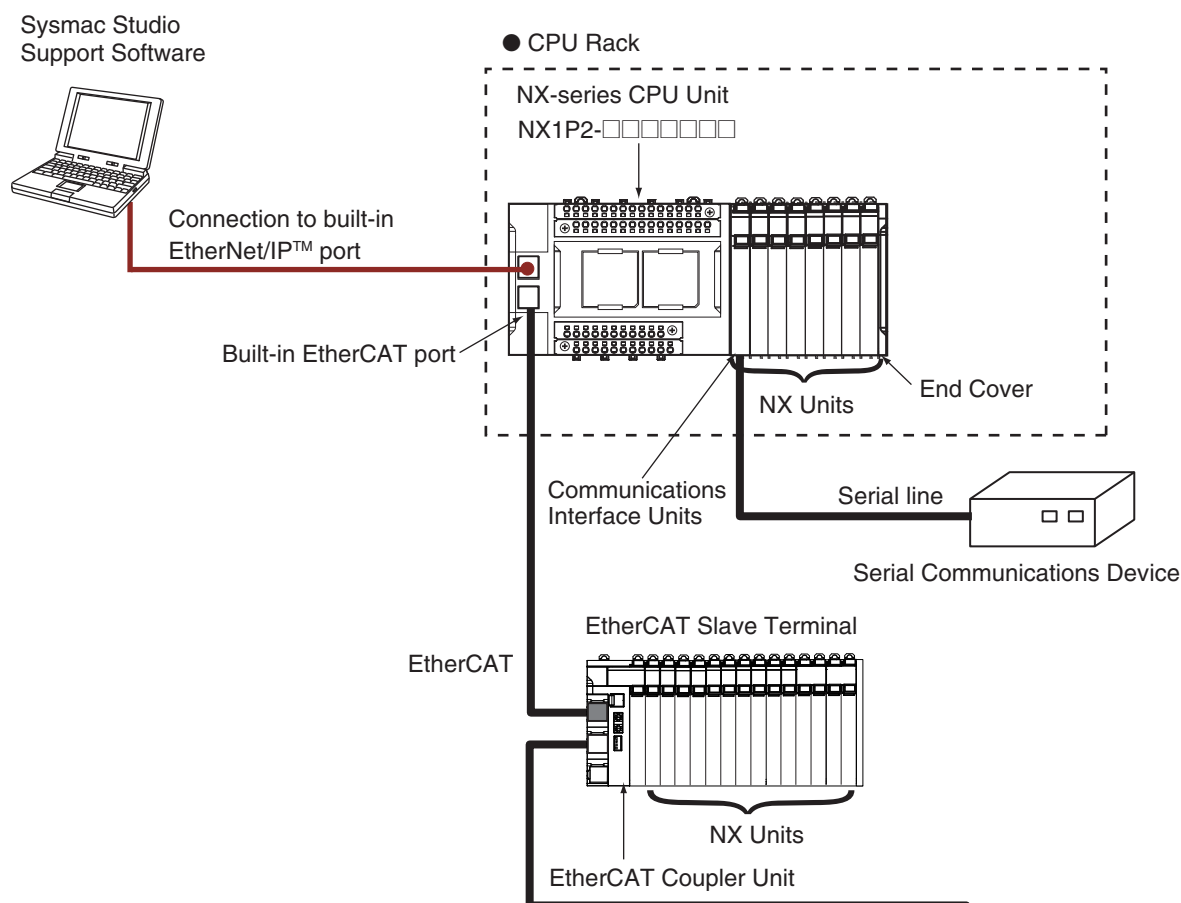 Sysmac Studio
Support Software
● CPU Rack
NX-series CPU Unit
NX1P2-□□□□□□□
Connection to built-in
EtherNet/IP™ port
Built-in EtherCAT port
End Cover
NX Units
Communications
Interface Units
Serial line
Serial Communications Device
EtherCAT Slave Terminal
EtherCAT
NX Units
EtherCAT Coupler Unit